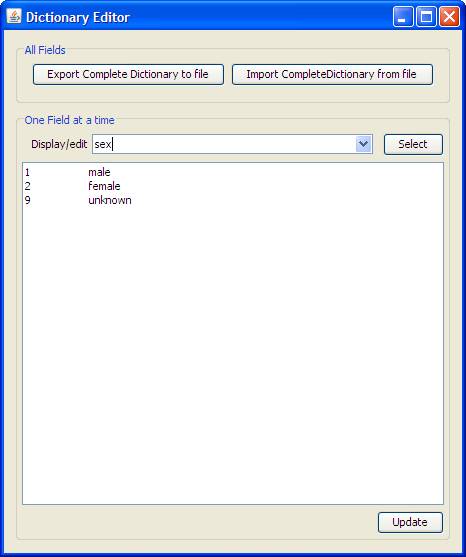 Dictionary Editor
All Fields
Export Complete Dictionary to file Import CompleteDictionary from file
One Field at a time
Display/edit sex Select
1 male
2 female
9 unknown
Update